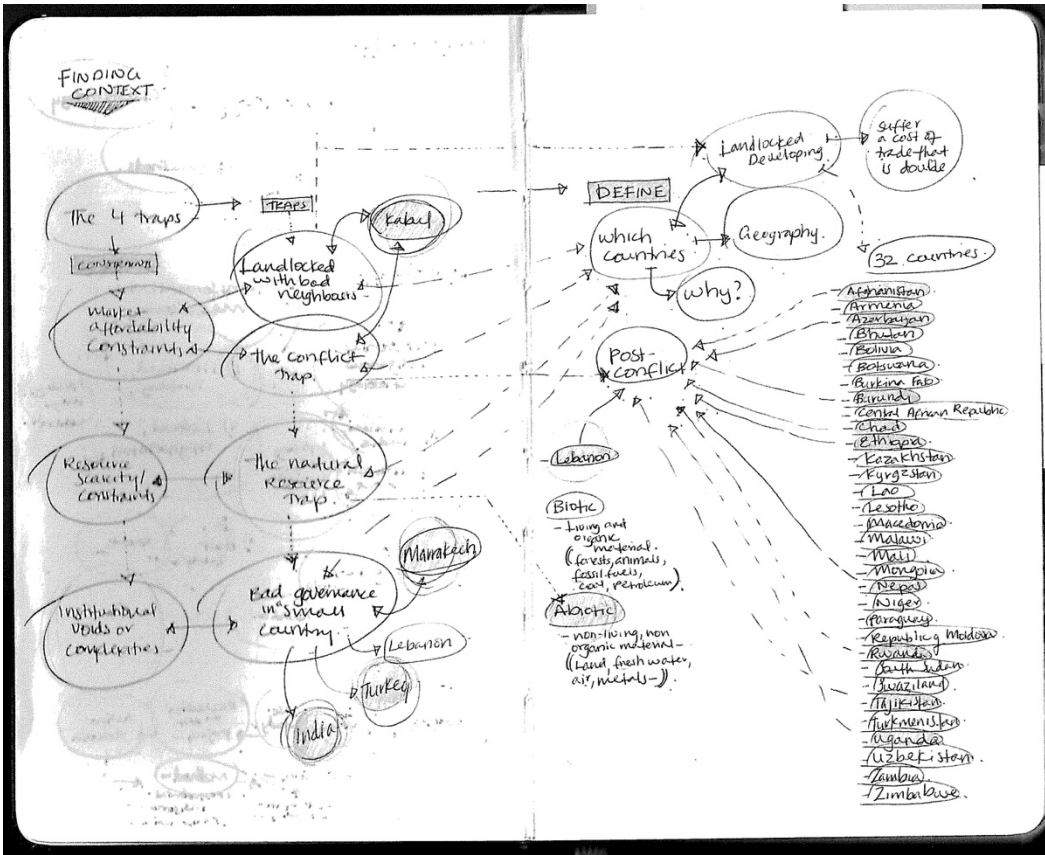 FINDING
CONTEXT
The 4 traps
TRAPS
Kabul
Landlocked
with bad
neighbours
Market
affordability
constraints
the conflict
trap.
Resource
Scarcity/
constraints
The natural
Resource
Trap.
Marrakech
Institutional
Voids or
complexities
Bad governance
in "small
country.
Lebanon
Turkey
India
DEFINE
Landlocked
Developing
suffer
a cost of
trade that
is double
which
countries
Geography.
Why?
32 countries.
Post-
conflict
- Lebanon
Biotic
- Living and
organic
material.
(forests, animals,
fossil fuels,
coal, petroleum).
Abiotic
- non-living, non
organic material-
(Land, fresh water,
air, metals-).
- Afghanistan
- Armenia
- Azerbayan
- Bhutan
- Bolivia
- Botswana
- Burkina Faso
- Burundi
- Central African Republic
- Chad
- Ethiopia
- Kazakhstan
- Kyrgzstan
- Lao
- Lesotho
- Macedonia
- Malawi
- Mali
- Mongolia
- Nepal
- Niger
- Paraguay
- Republic of Moldova
- Rwanda
- South Sudan
- Swaziland
- Tajikistan
- Turkmenistan
- Uganda
- Uzbekistan
- Zambia
- Zimbabwe.